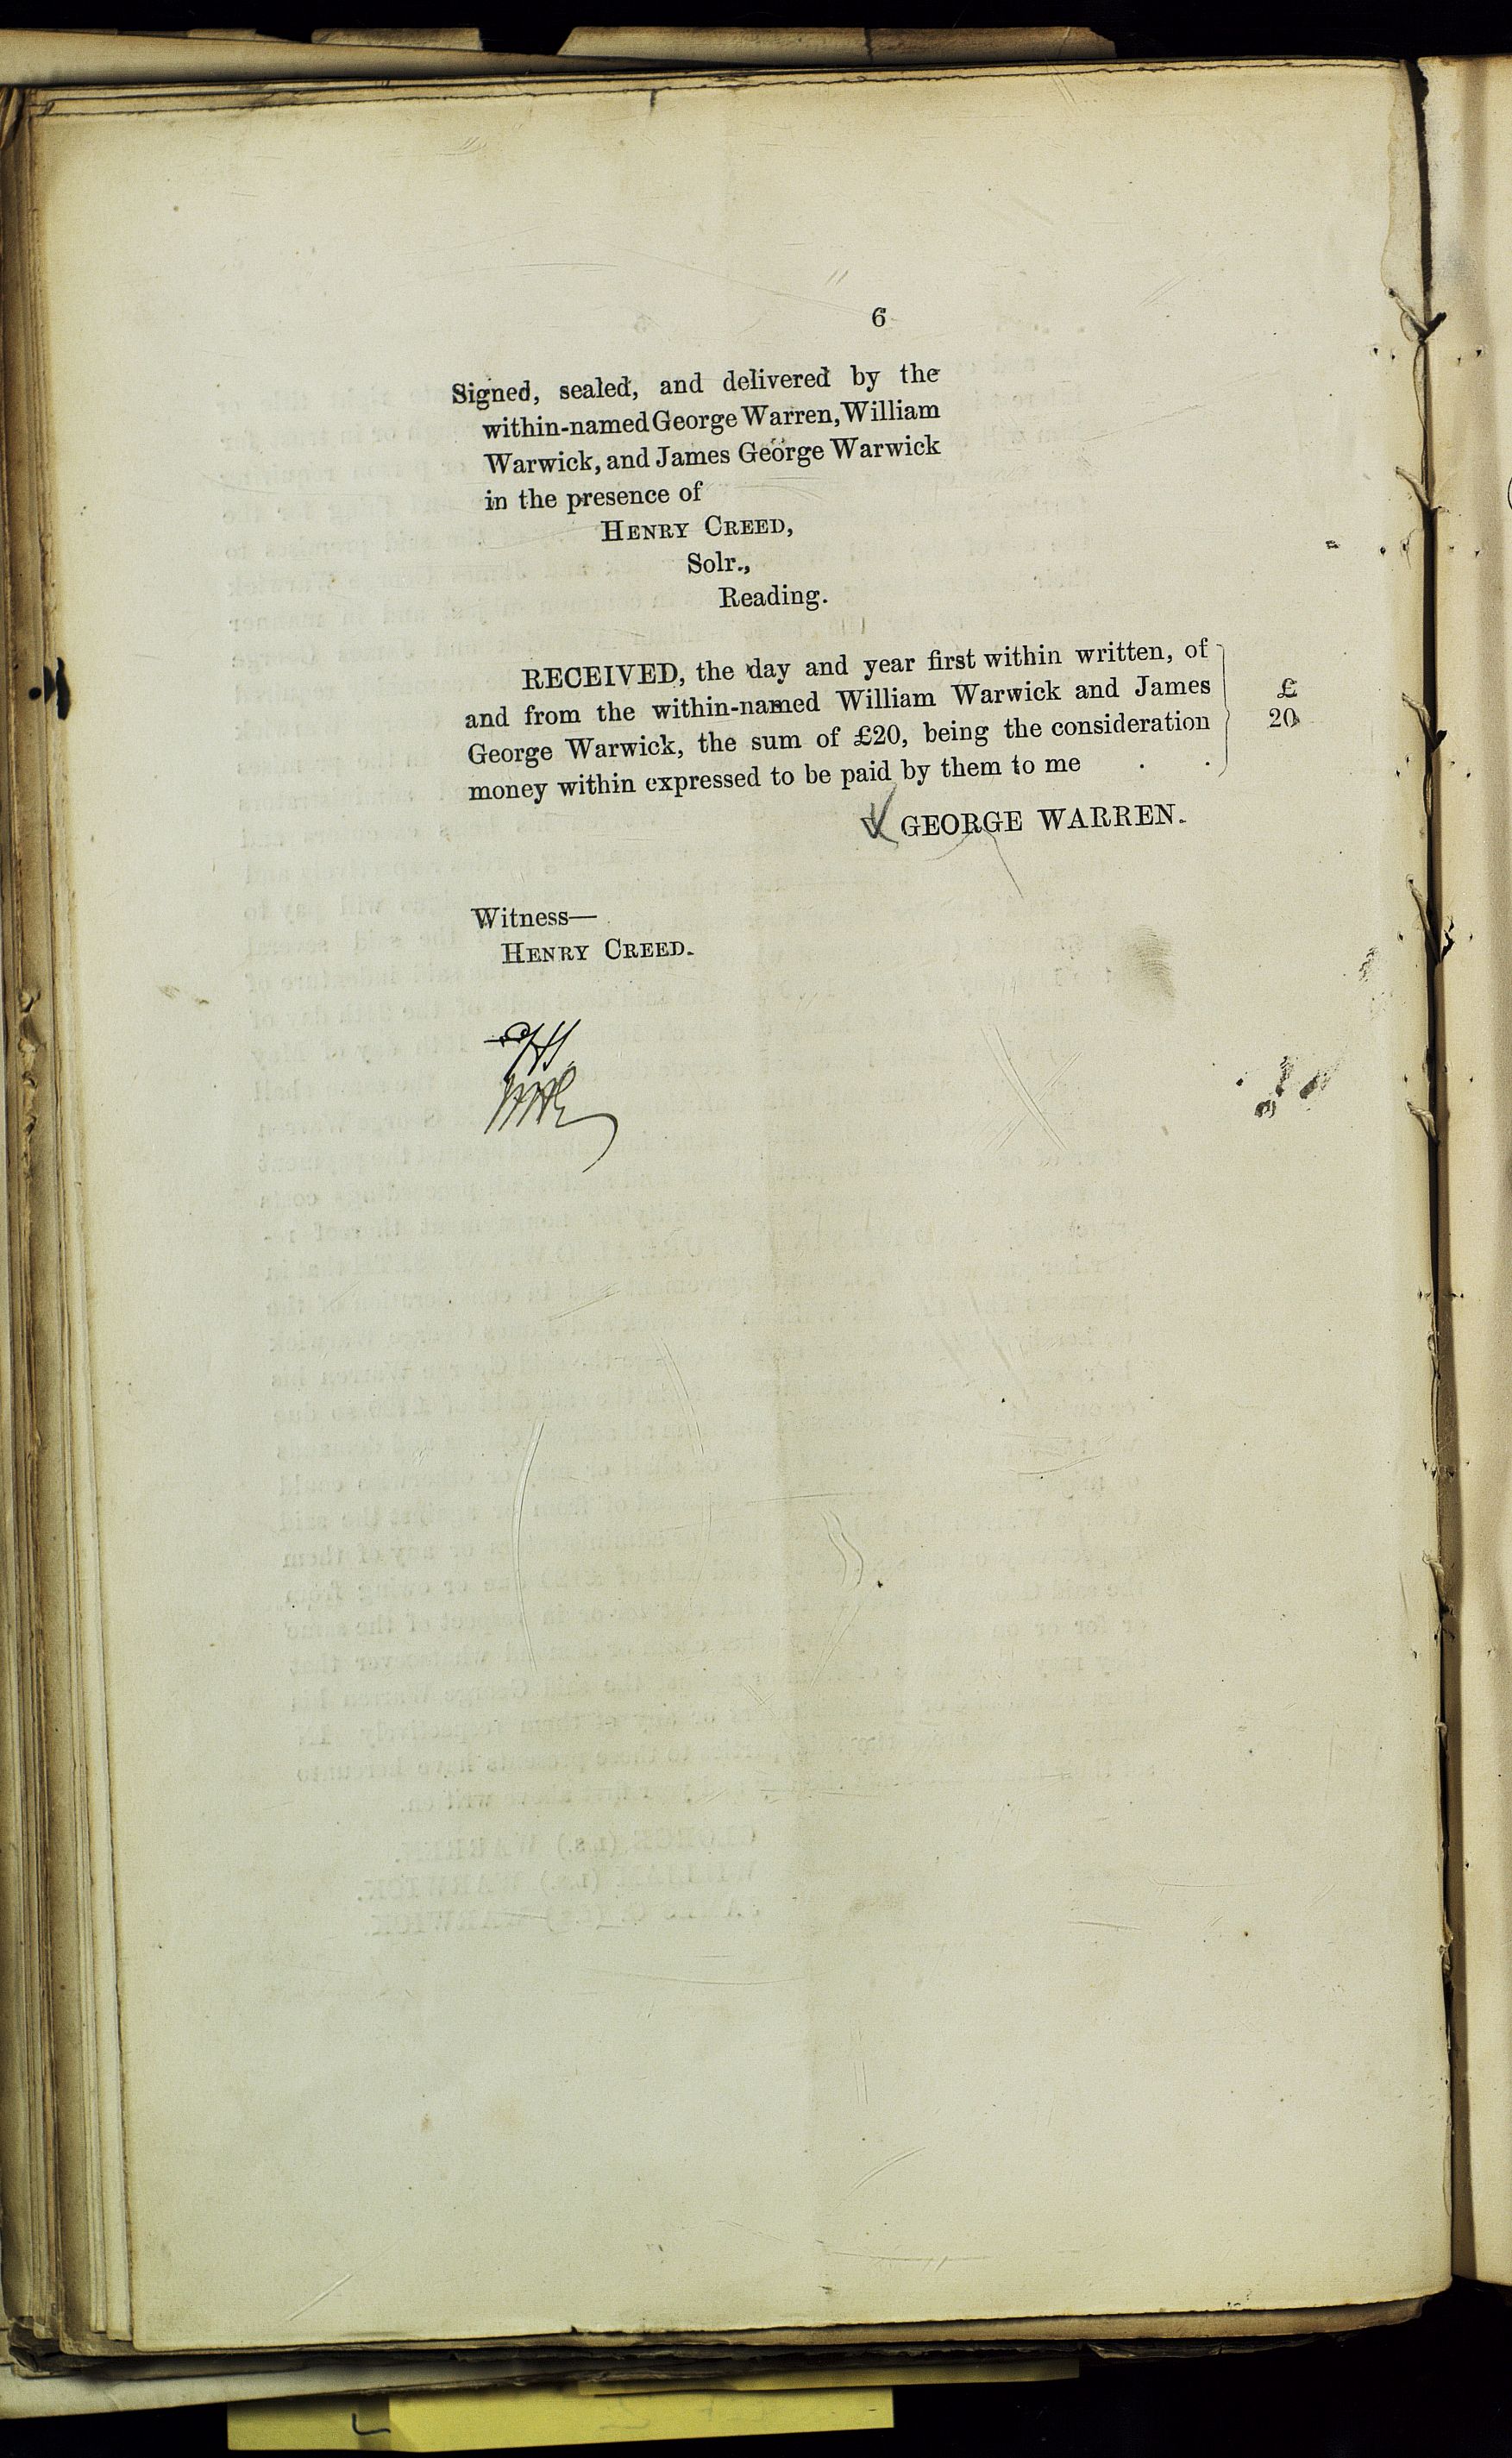 6
Signed, sealed, and delivered by the
within-named George Warren, William
Warwick, and James George Warwick
in the presence of
HENRY CREED,
Solr.,
Reading.
RECEIVED, the day and year first within written, of
and from the within-named William Warwick and James
George Warwick, the sum of £20, being the consideration
money within expressed to be paid by them to me . .
£
20
GEORGE WARREN.
Witness—
HENRY CREED.